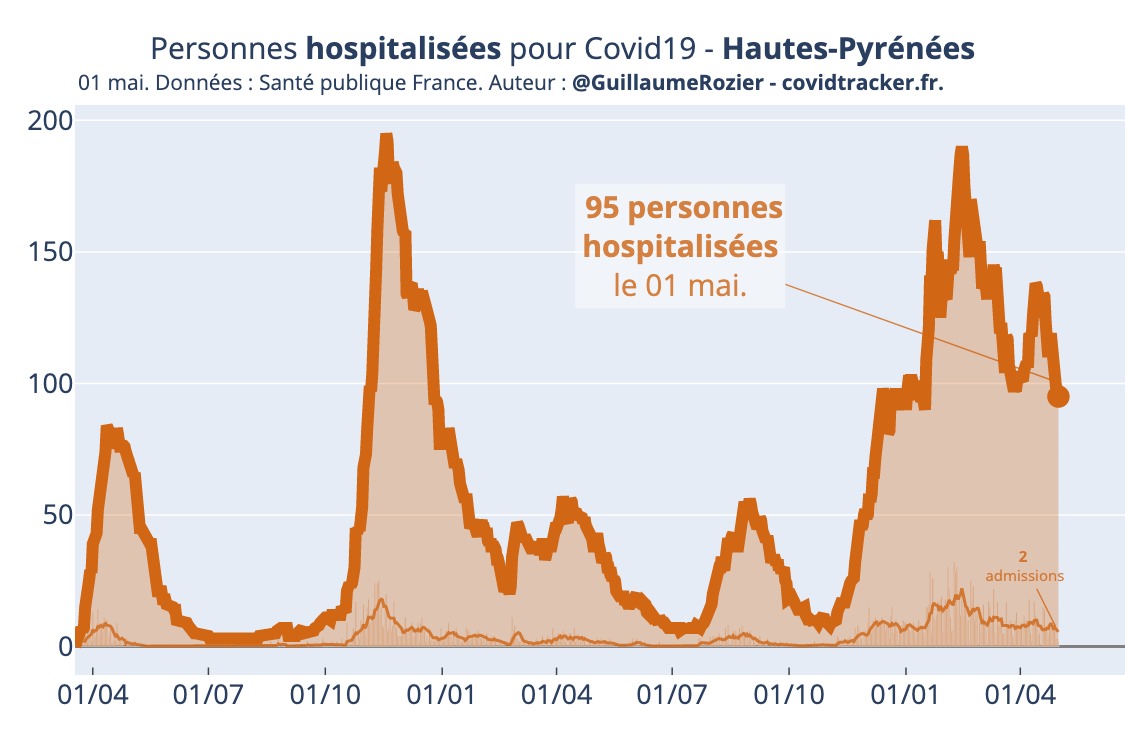 Personnes hospitalisées pour Covid19 - Hautes-Pyrénées
01 mai. Données : Santé publique France. Auteur : @GuillaumeRozier - covidtracker.fr.
200
150
100
50
0
95 personnes
hospitalisées
le 01 mai.
2
admissions
01/04
01/07
01/10
01/01
01/04
01/07
01/10
01/01
01/04